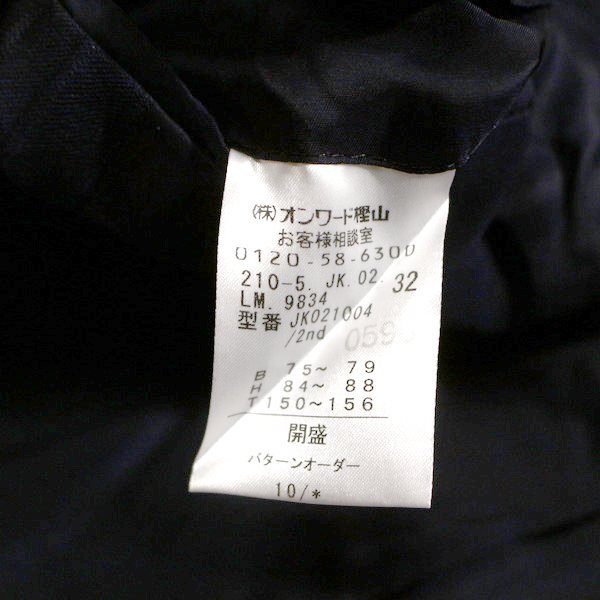 (株)オンワード樫山
お客様相談室
0120-58-6300
210-5. JK. 02. 32
LM. 9834
型番 JK021004
/2nd 059
B 75~ 79
H 84~ 88
T150~156
開盛
パターンオーダー
10/*